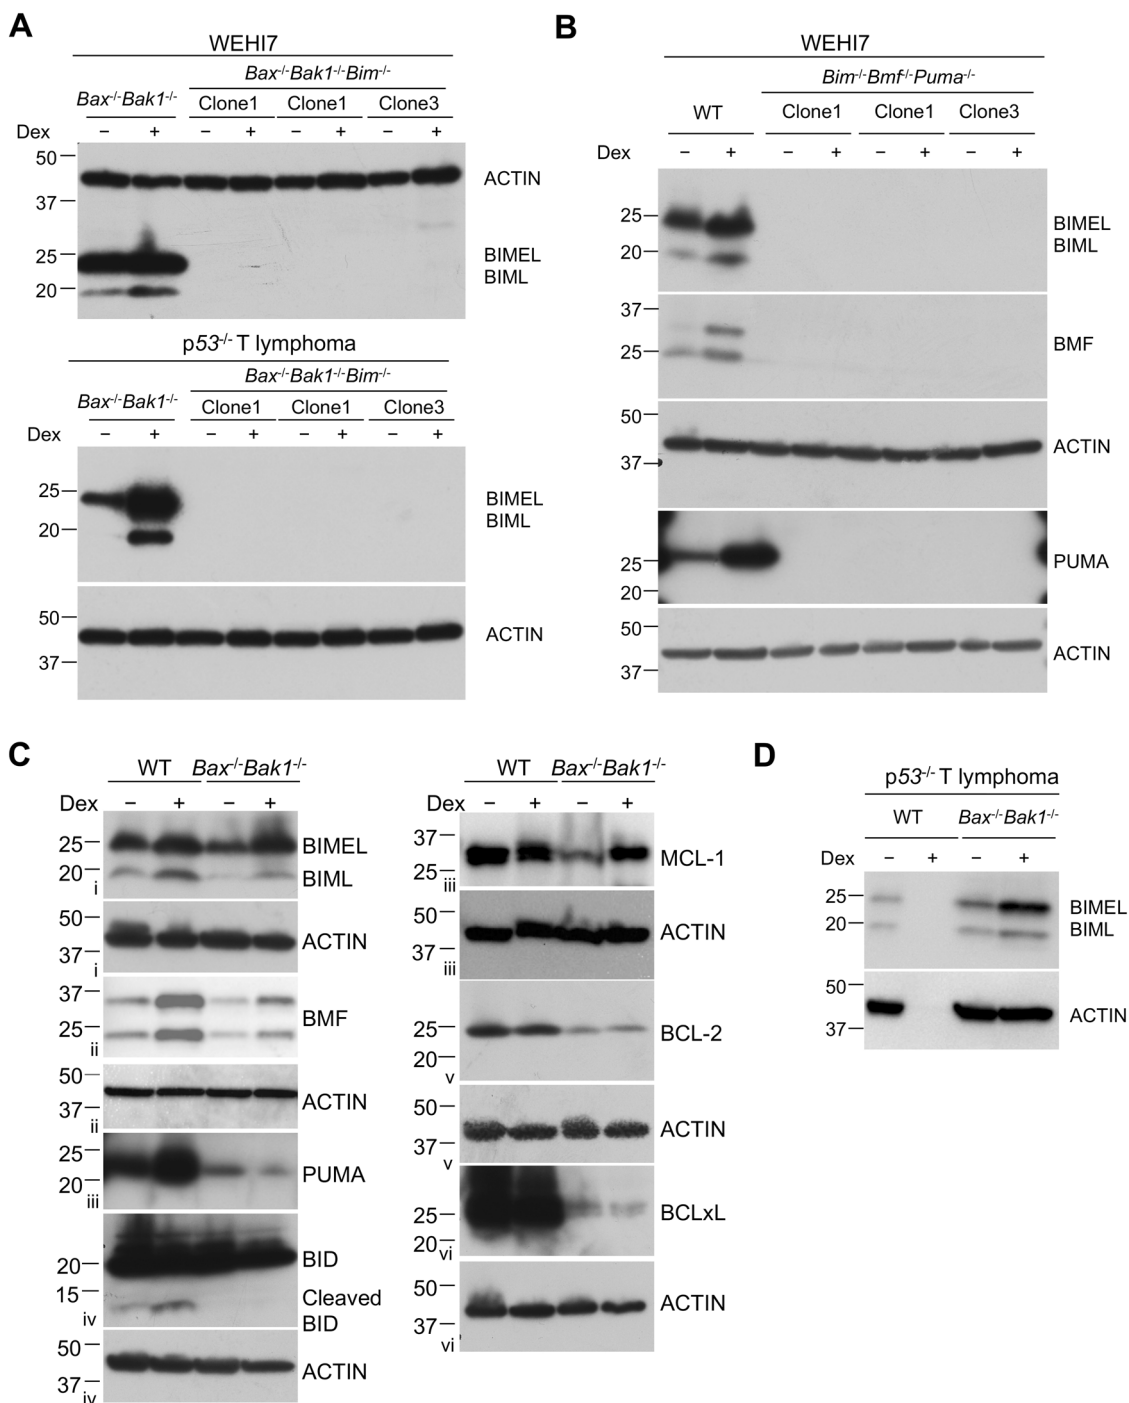 A
WEHI7
Bax-/-Bak1-/-Bim-/-
Bax-/-Bak1-/- Clone1 Clone1 Clone3
Dex – + – + – + – +
50
ACTIN
37
25
BIMEL
BIML
20
p53-/- T lymphoma
Bax-/-Bak1-/-Bim-/-
Bax-/-Bak1-/- Clone1 Clone1 Clone3
Dex – + – + – + – +
25
BIMEL
BIML
20
50
ACTIN
37
B
WEHI7
Bim-/-Bmf-/-Puma-/-
WT Clone1 Clone1 Clone3
Dex – + – + – + – +
25
BIMEL
BIML
20
37
BMF
25
50
ACTIN
37
25
PUMA
20
50
ACTIN
37
C
WT Bax-/-Bak1-/-
Dex – + – +
25
BIMEL
20
BIML
i
50
ACTIN
37
i
37
BMF
25
ii
50
ACTIN
37
ii
25
PUMA
20
iii
BID
20
15
Cleaved
BID
iv
50
ACTIN
37
iv
WT Bax-/-Bak1-/-
Dex – + – +
37
MCL-1
25
iii
50
ACTIN
37
iii
25
BCL-2
20
v
50
ACTIN
37
v
25
BCLxL
20
vi
50
ACTIN
37
vi
D
p53-/- T lymphoma
WT Bax-/-Bak1-/-
Dex – + – +
25
BIMEL
20
BIML
50
ACTIN
37